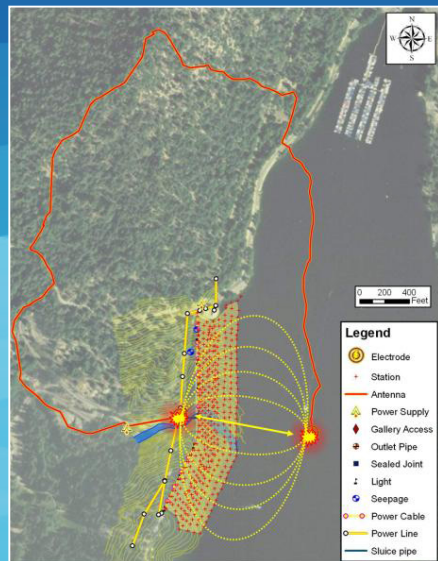 N
W E
S
0 200 400
Feet
Legend
Electrode
Station
Antenna
Power Supply
Gallery Access
Outlet Pipe
Sealed Joint
Light
Seepage
Power Cable
Power Line
Sluice pipe